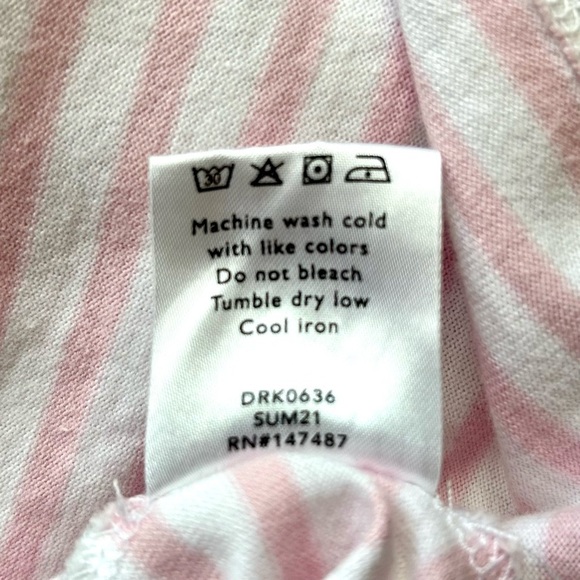 30
Machine wash cold
with like colors
Do not bleach
Tumble dry low
Cool iron
DRK0636
SUM21
RN#147487